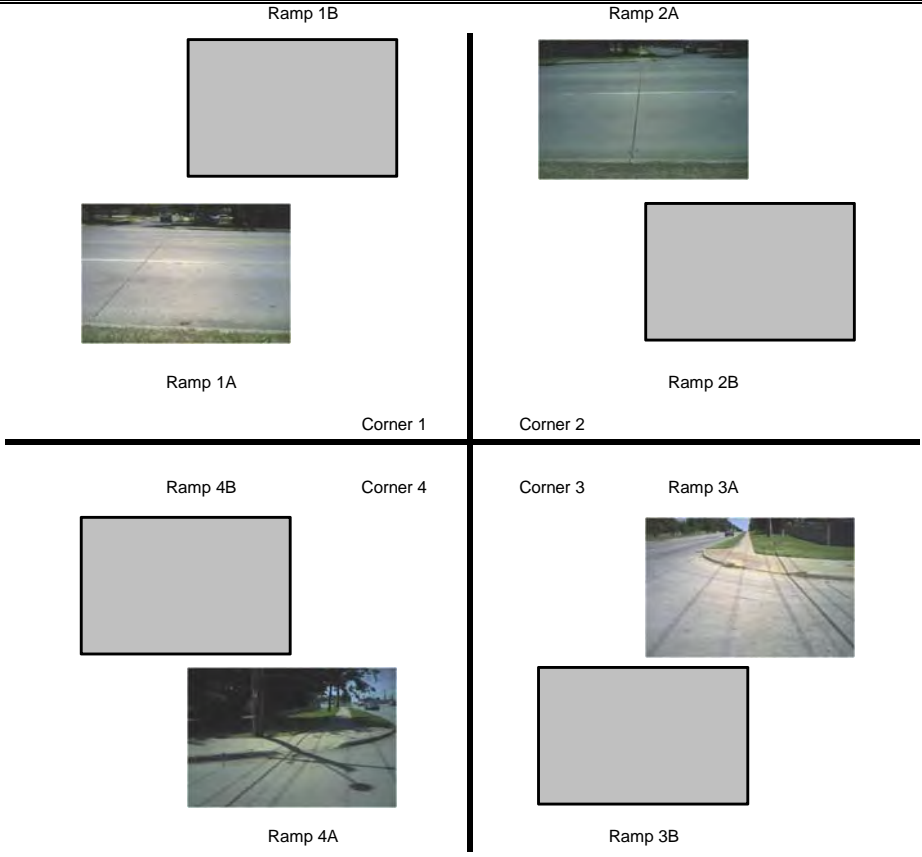 Ramp 1B
Ramp 2A
Ramp 1A
Ramp 2B
Corner 1
Corner 2
Ramp 4B
Corner 4
Corner 3
Ramp 3A
Ramp 4A
Ramp 3B